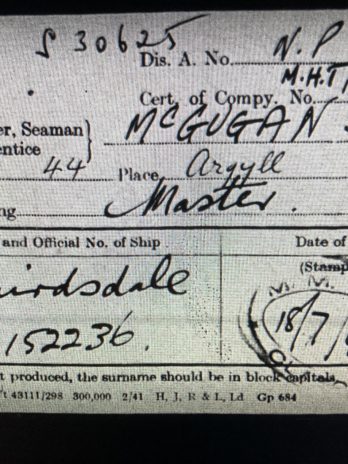 S 30625
Dis. A. No. N.P
M.H.T
Cert. of Compy. No.
er, Seaman
entice
McGUGAN
44 Place Argyll
ng Master.
and Official No. of Ship Date of
(Stamp
irdsdale
M. M.
152236. 18/7/
t produced, the surname should be in block capitals,
/t 43111/298 300,000 2/41 H. J. R & L, Ld Gp 684